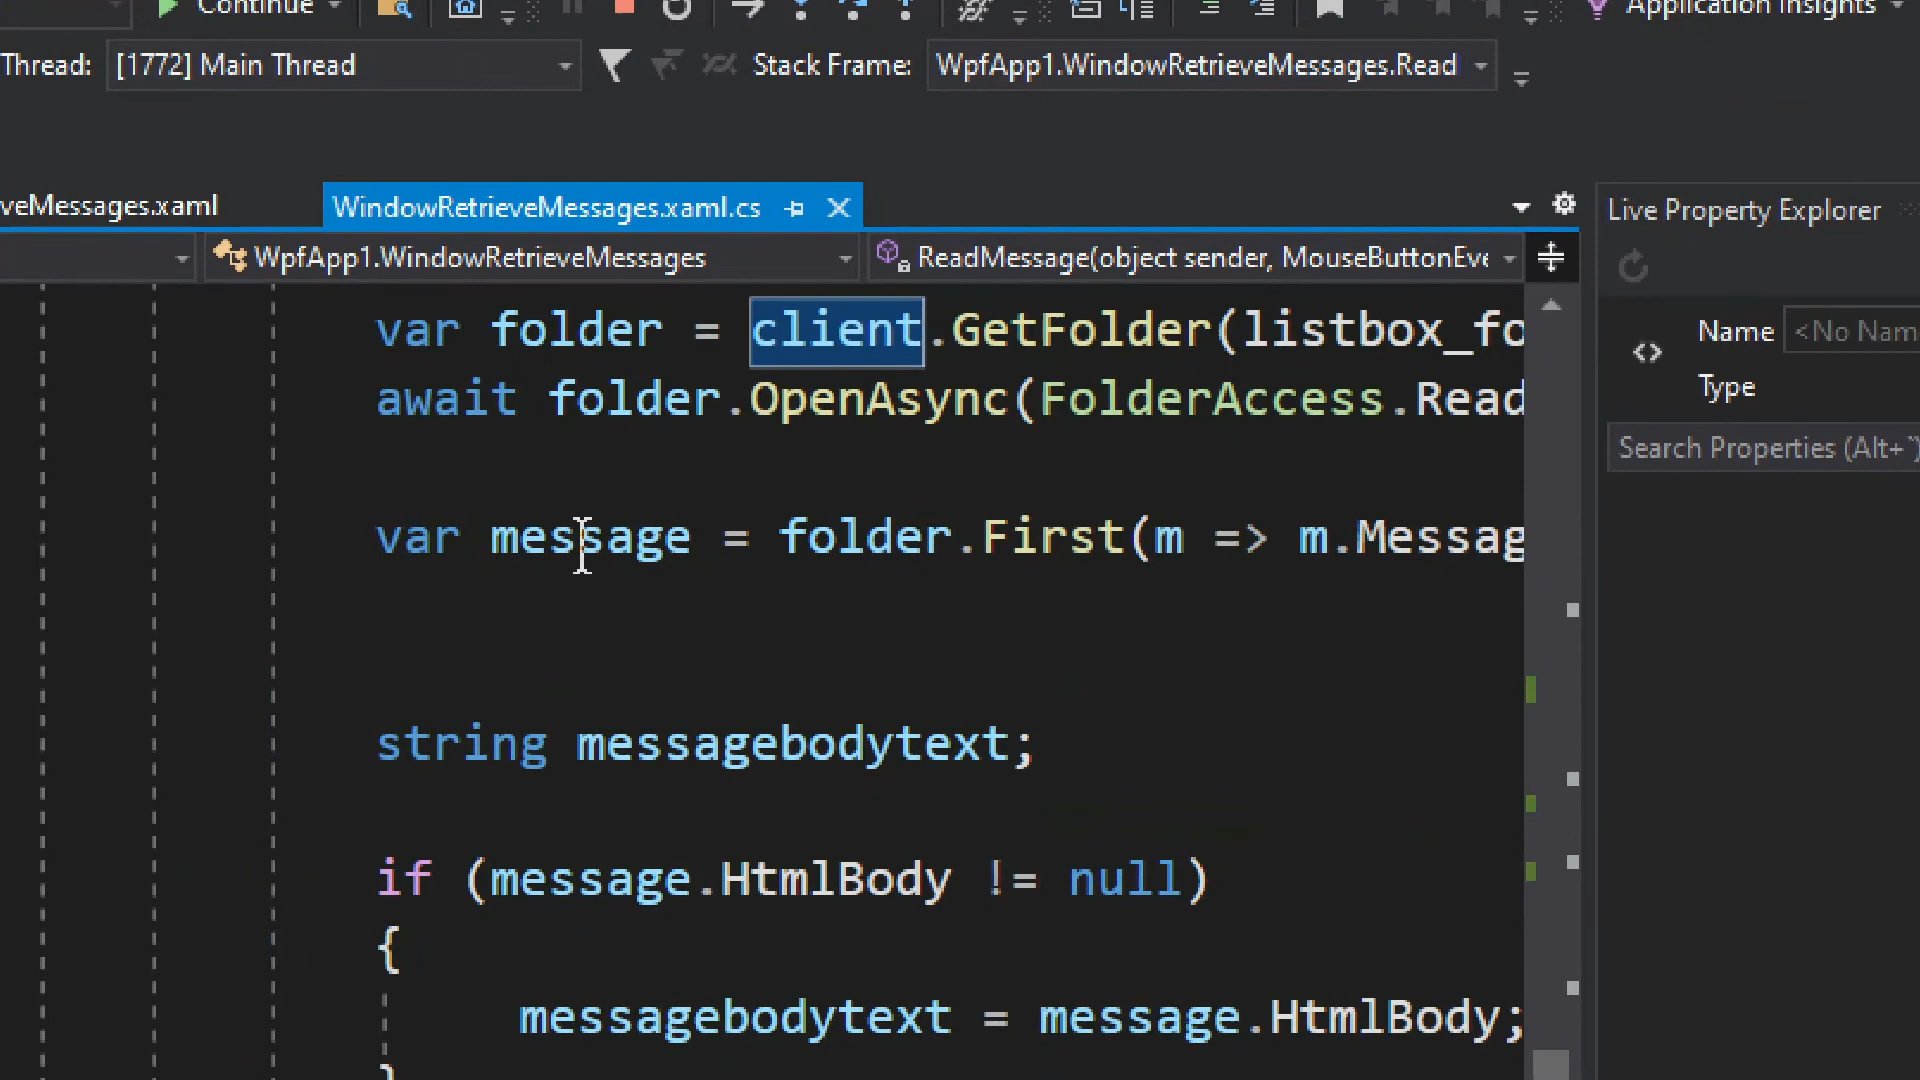 Continue
Application Insights
Thread: [1772] Main Thread Stack Frame: WpfApp1.WindowRetrieveMessages.Read
veMessages.xaml WindowRetrieveMessages.xaml.cs Live Property Explorer
WpfApp1.WindowRetrieveMessages ReadMessage(object sender, MouseButtonEve
var folder = client.GetFolder(listbox_fo
Name <No Nam
await folder.OpenAsync(FolderAccess.Read
Type
Search Properties (Alt+`)
var message = folder.First(m => m.Messag
string messagebodytext;
if (message.HtmlBody != null)
{
messagebodytext = message.HtmlBody;
}